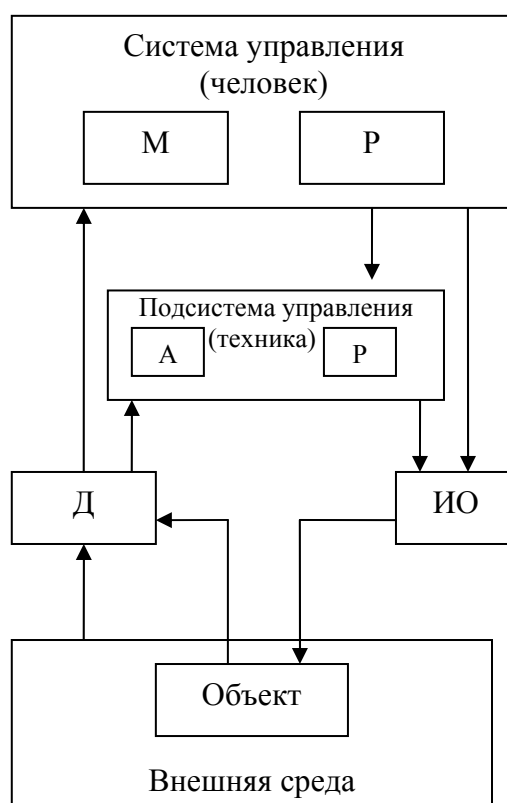 Система управления
(человек)
М
Р
Подсистема управления
(техника)
А
Р
Д
ИО
Объект
Внешняя среда